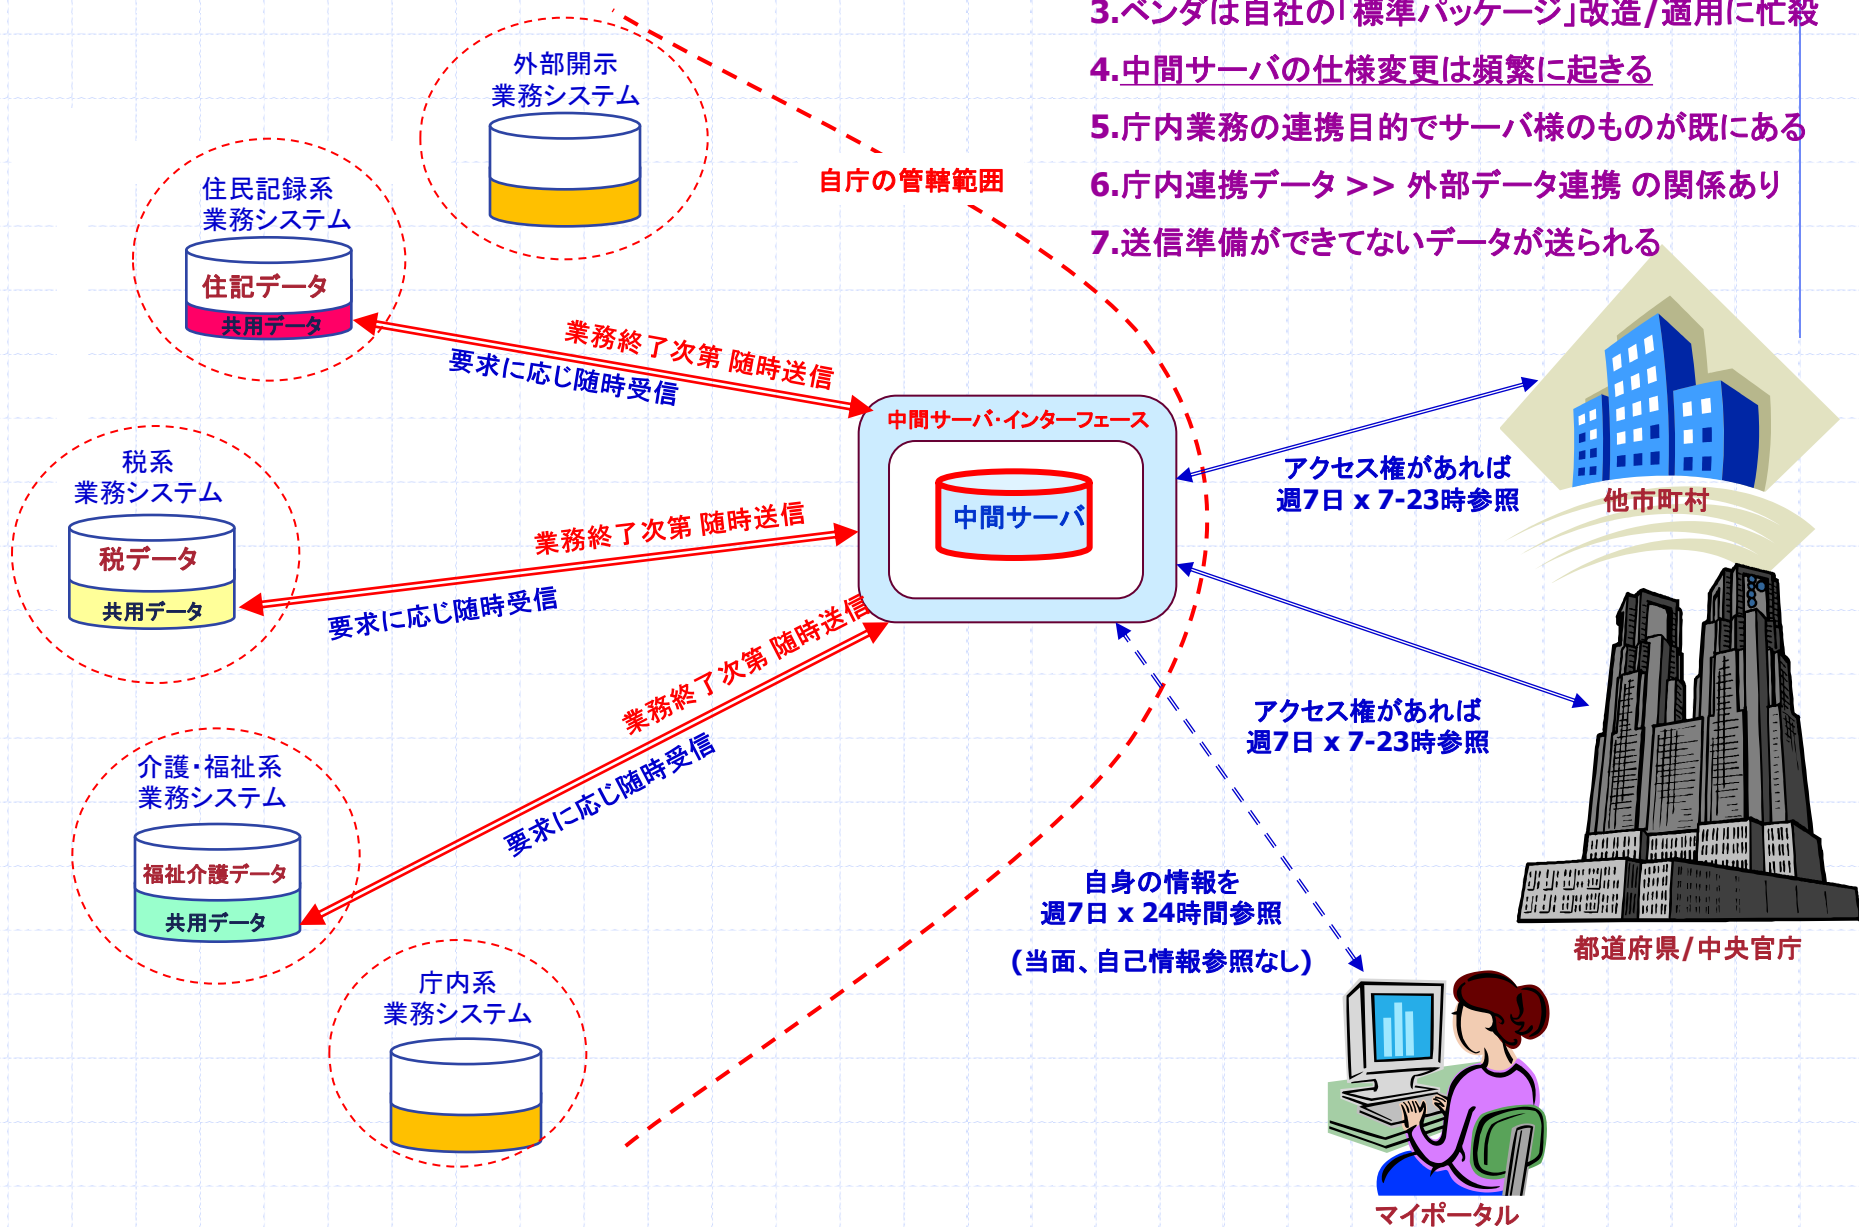 3.ベンダは自社の「標準パッケージ」改造/適用に忙殺
4.中間サーバの仕様変更は頻繁に起きる
5.庁内業務の連携目的でサーバ様のものが既にある
6.庁内連携データ >> 外部データ連携 の関係あり
7.送信準備ができてないデータが送られる
外部開示
業務システム
自庁の管轄範囲
住民記録系
業務システム
住記データ
共用データ
業務終了次第 随時送信
要求に応じ随時受信
中間サーバ・インターフェース
中間サーバ
アクセス権があれば
週7日 x 7-23時参照
他市町村
税系
業務システム
税データ
共用データ
業務終了次第 随時送信
要求に応じ随時受信
業務終了次第 随時送信
要求に応じ随時受信
アクセス権があれば
週7日 x 7-23時参照
都道府県/中央官庁
介護・福祉系
業務システム
福祉介護データ
共用データ
自身の情報を
週7日 x 24時間参照
(当面、自己情報参照なし)
庁内系
業務システム
マイポータル